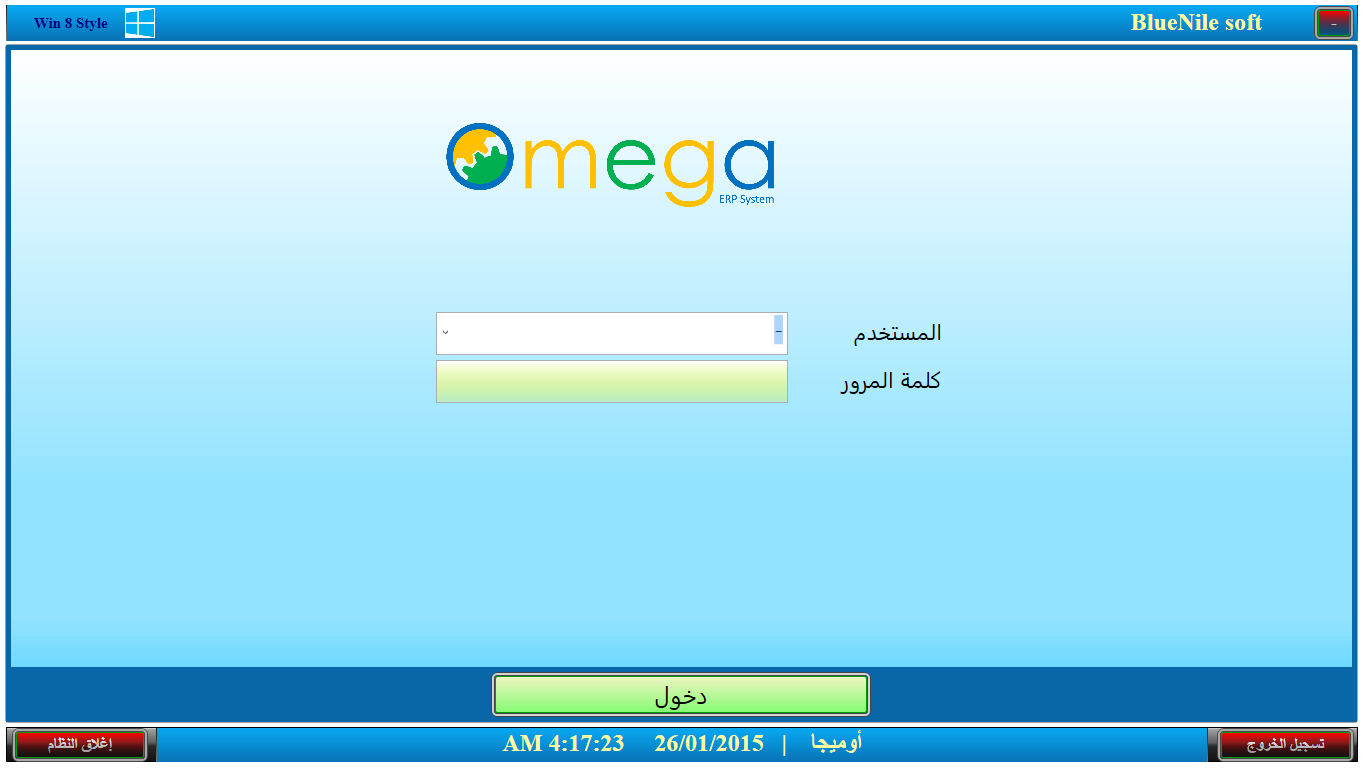 Win 8 Style
BlueNile soft
-
Omega
ERP System
المستخدم
-
كلمة المرور
دخول
إغلاق النظام
أوميجا | 26/01/2015 AM 4:17:23
تسجيل الخروج